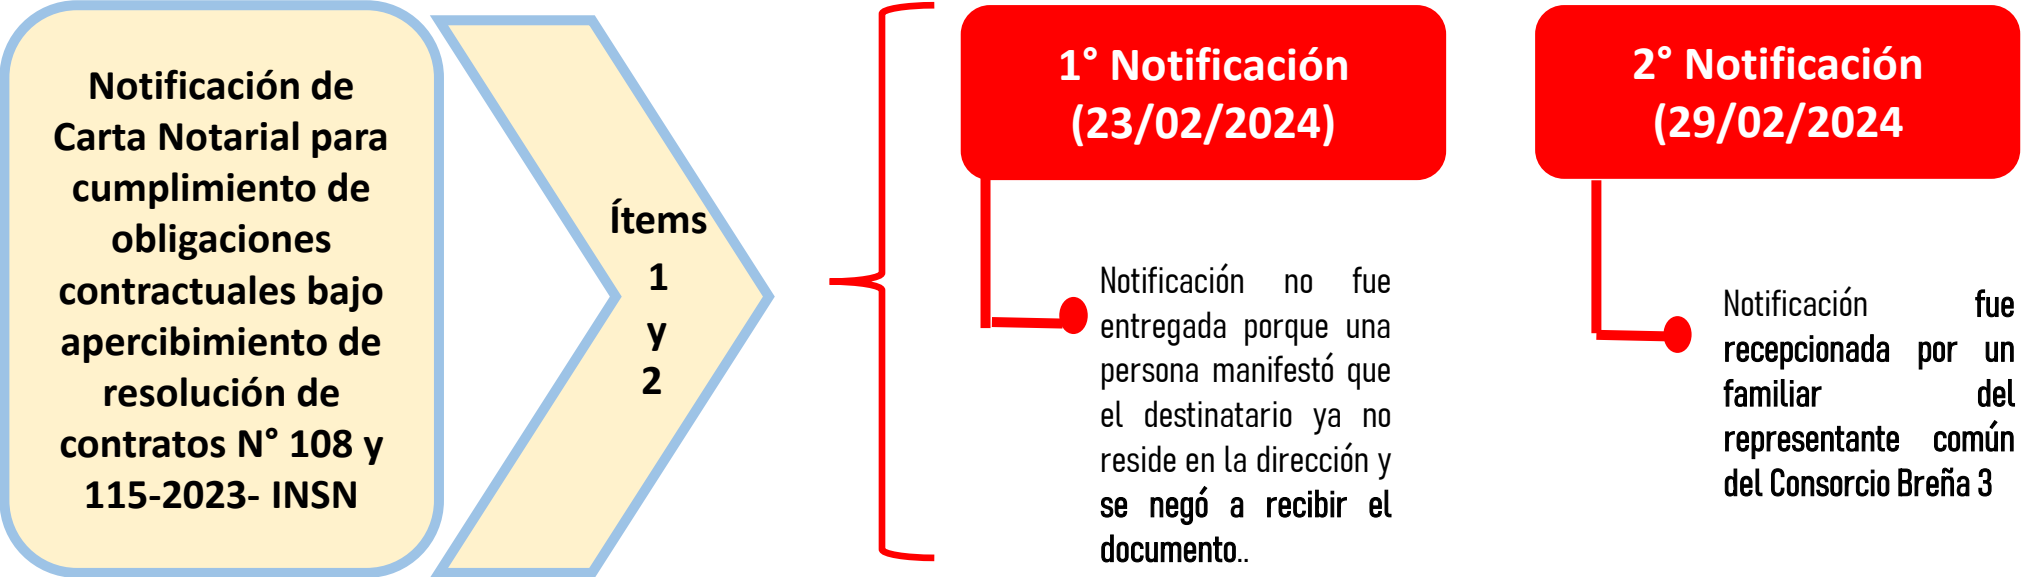 Notificación de
Carta Notarial para
cumplimiento de
obligaciones
contractuales bajo
apercibimiento de
resolución de
contratos N° 108 y
115-2023- INSN
Ítems
1
y
2
1° Notificación
(23/02/2024)
Notificación no fue
entregada porque una
persona manifestó que
el destinatario ya no
reside en la dirección y
se negó a recibir el
documento..
2° Notificación
(29/02/2024
Notificación fue
recepcionada por un
familiar del
representante común
del Consorcio Breña 3